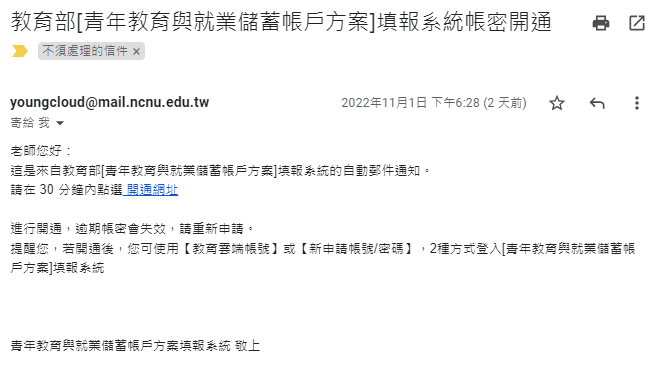 教育部[青年教育與就業儲蓄帳戶方案]填報系統帳密開通
不須處理的信件 ×
youngcloud@mail.ncnu.edu.tw
2022年11月1日 下午6:28 (2 天前)
寄給 我
老師您好：
這是來自教育部[青年教育與就業儲蓄帳戶方案]填報系統的自動郵件通知。
請在 30 分鐘內點選 開通網址
進行開通，逾期帳密會失效，請重新申請。
提醒您，若開通後，您可使用【教育雲端帳號】或【新申請帳號/密碼】，2種方式登入[青年教育與就業儲蓄帳
戶方案]填報系統
青年教育與就業儲蓄帳戶方案填報系統 敬上